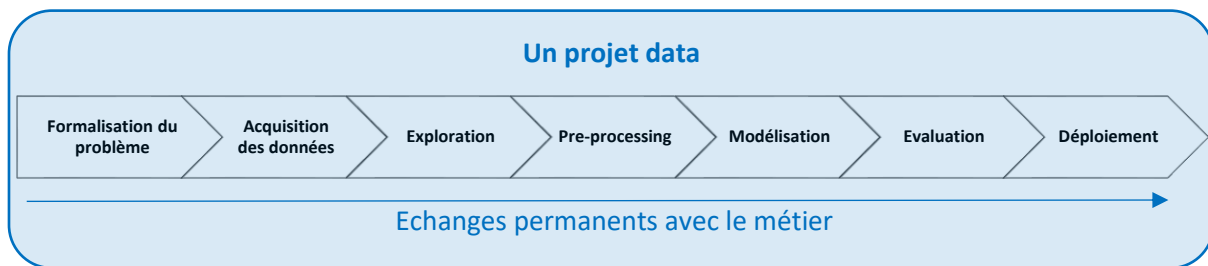 Un projet data
Formalisation du
problème
Acquisition
des données
Exploration
Pre-processing
Modélisation
Evaluation
Déploiement
Echanges permanents avec le métier